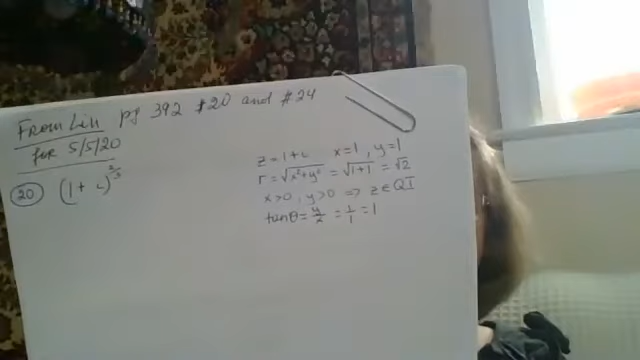 From Lili pg 392 #20 and #24
for 5/5/20
20 (1 + i)^(2/3)
z = 1 + i x = 1, y = 1
r = √(x² + y²) = √(1+1) = √2
x > 0, y > 0 ⇒ z ∈ QI
tan θ = y/x = 1/1 = 1